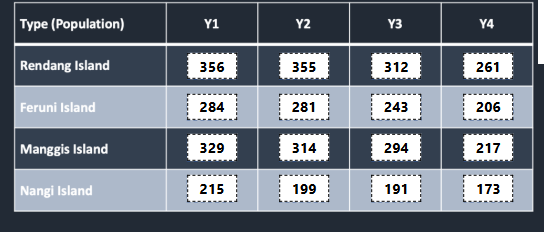 Type (Population) Y1 Y2 Y3 Y4
Rendang Island 356 355 312 261
Feruni Island 284 281 243 206
Manggis Island 329 314 294 217
Nangi Island 215 199 191 173